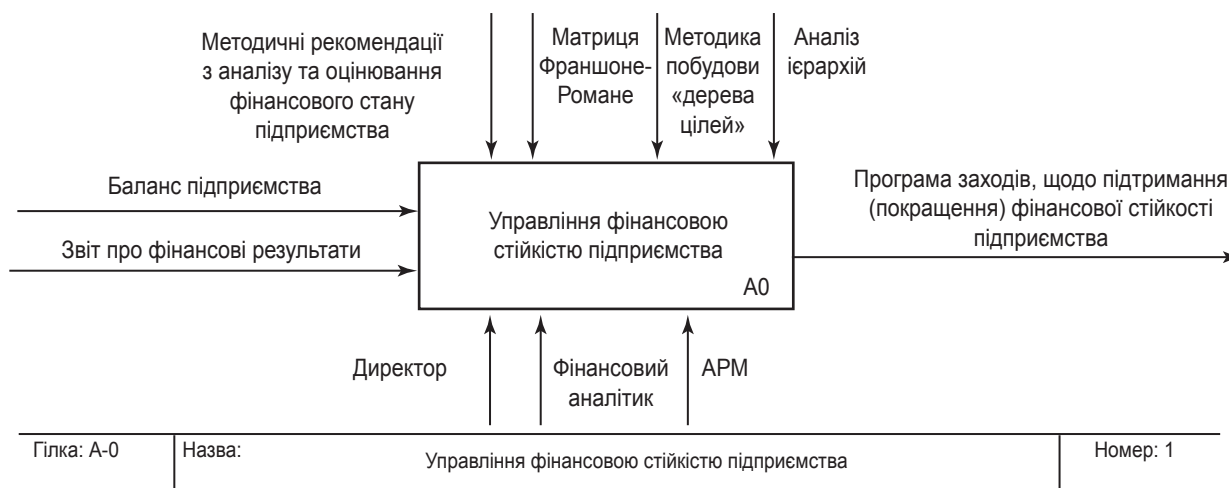 Методичні рекомендації
з аналізу та оцінювання
фінансового стану
підприємства
Матриця
Франшоне-
Романе
Методика
побудови
«дерева
цілей»
Аналіз
ієрархій
Баланс підприємства
Звіт про фінансові результати
Управління фінансовою
стійкістю підприємства
А0
Програма заходів, щодо підтримання
(покращення) фінансової стійкості
підприємства
Директор
Фінансовий
аналітик
АРМ
Гілка: А-0
Назва:
Управління фінансовою стійкістю підприємства
Номер: 1